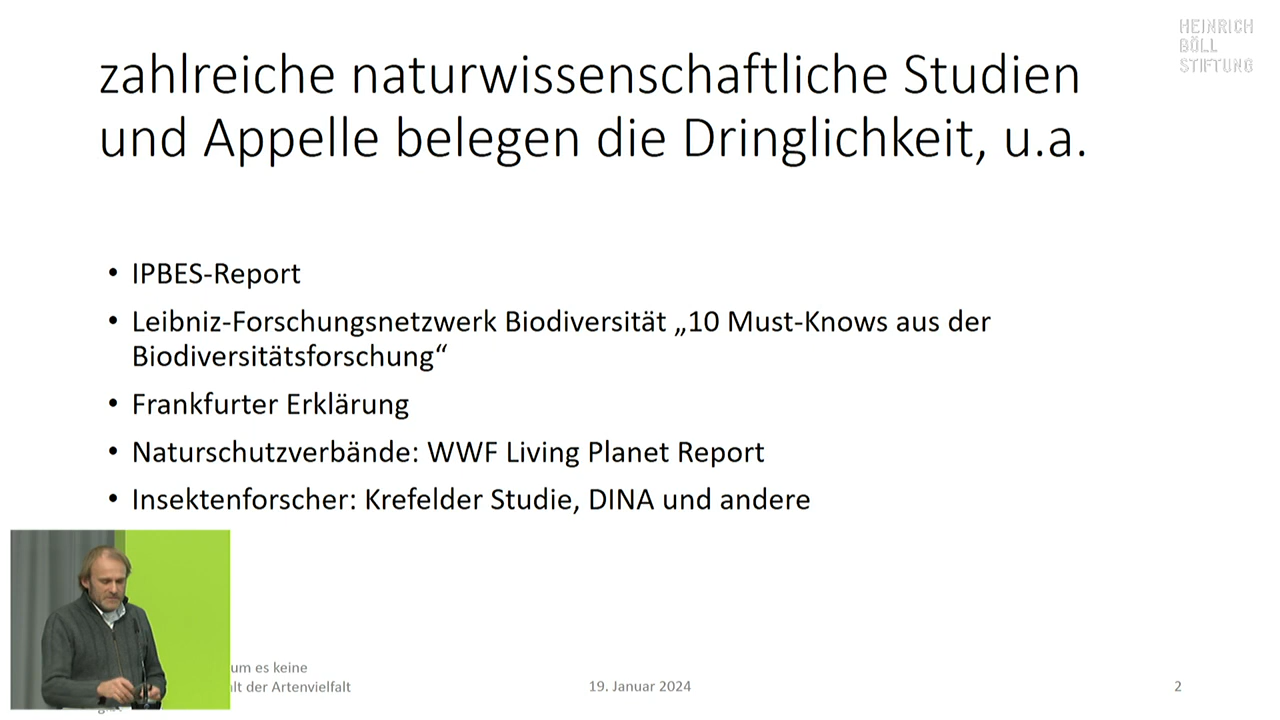 HEINRICH
BÖLL
STIFTUNG
zahlreiche naturwissenschaftliche Studien
und Appelle belegen die Dringlichkeit, u.a.
• IPBES-Report
• Leibniz-Forschungsnetzwerk Biodiversität „10 Must-Knows aus der
Biodiversitätsforschung“
• Frankfurter Erklärung
• Naturschutzverbände: WWF Living Planet Report
• Insektenforscher: Krefelder Studie, DINA und andere
es keine
der Artenvielfalt
19. Januar 2024
2